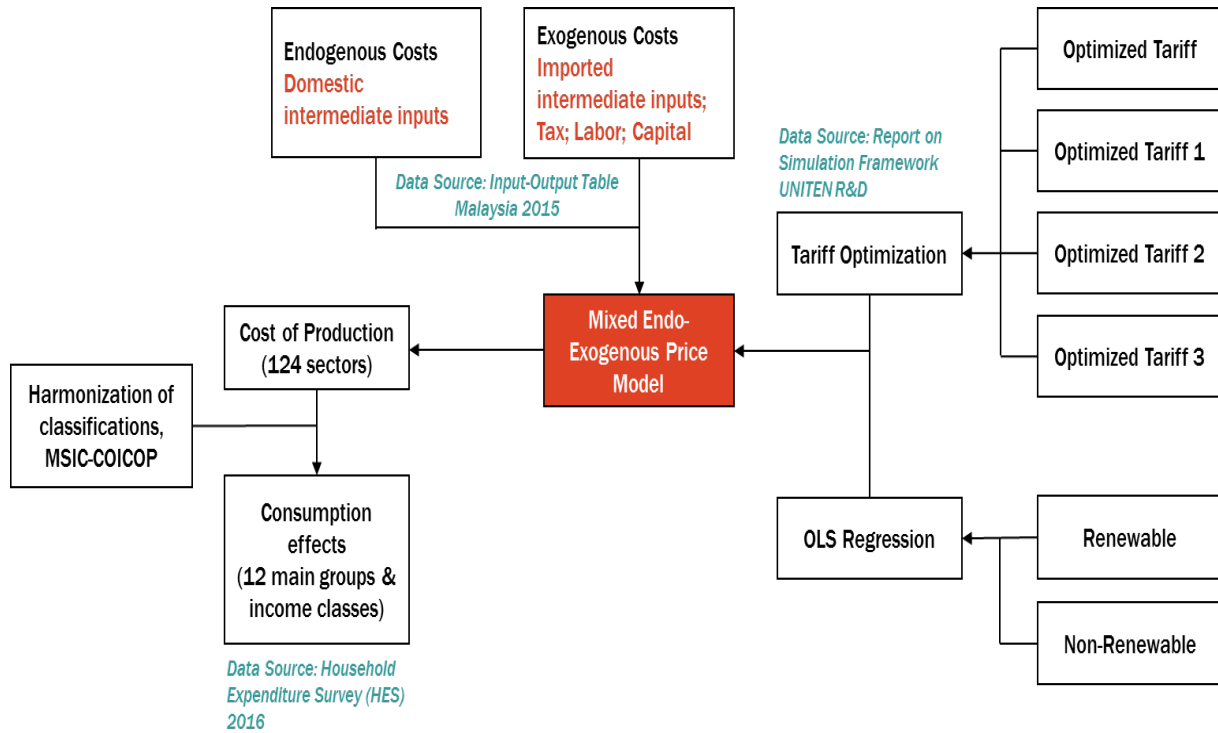 Endogenous Costs
Domestic
intermediate inputs
Exogenous Costs
Imported
intermediate inputs;
Tax; Labor; Capital
Data Source: Input-Output Table
Malaysia 2015
Data Source: Report on
Simulation Framework
UNITEN R&D
Optimized Tariff
Optimized Tariff 1
Optimized Tariff 2
Optimized Tariff 3
Tariff Optimization
Mixed Endo-
Exogenous Price
Model
Cost of Production
(124 sectors)
Harmonization of
classifications,
MSIC-COICOP
Consumption
effects
(12 main groups &
income classes)
Data Source: Household
Expenditure Survey (HES)
2016
OLS Regression
Renewable
Non-Renewable